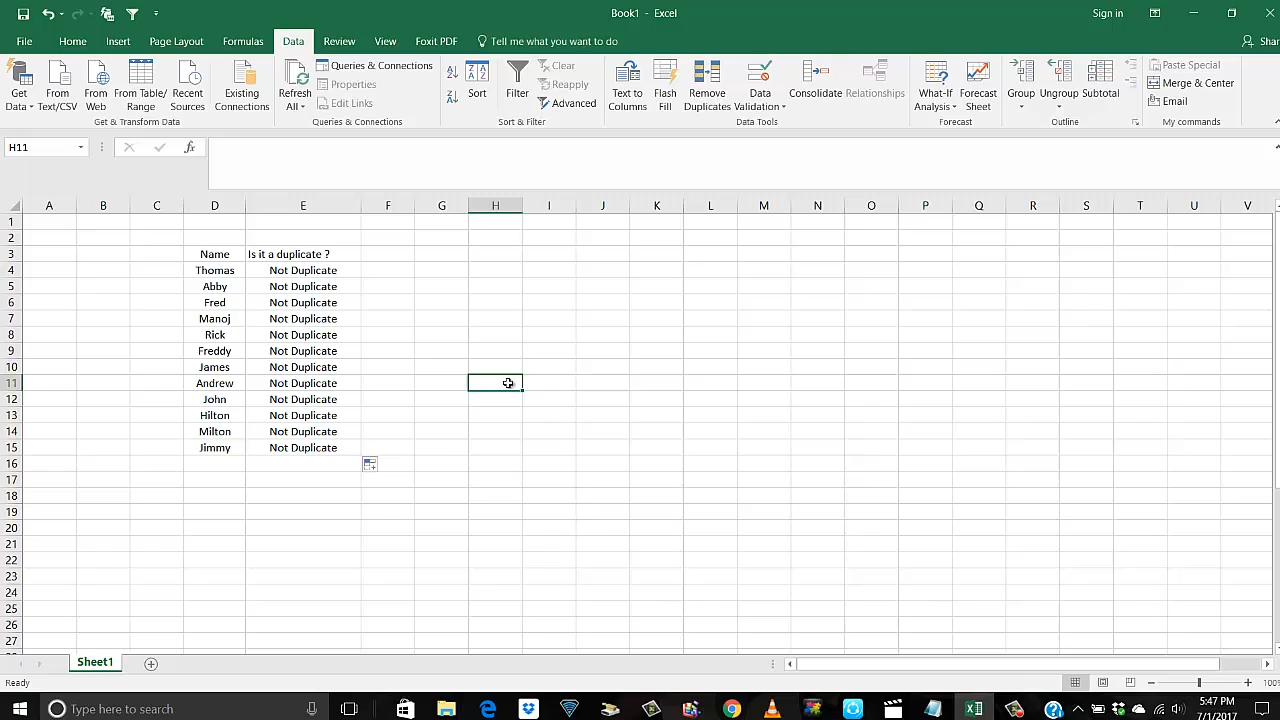 Book1 - Excel
Sign in
File Home Insert Page Layout Formulas Data Review View Foxit PDF Tell me what you want to do
Get Data
From Text/CSV
From Web
From Table/ Range
Recent Sources
Existing Connections
Get & Transform Data
Refresh All
Queries & Connections
Properties
Edit Links
Queries & Connections
Sort
Filter
Clear
Reapply
Advanced
Sort & Filter
Text to Columns
Flash Fill
Remove Duplicates
Data Validation
Consolidate
Relationships
Data Tools
What-If Analysis
Forecast Sheet
Forecast
Group
Ungroup
Subtotal
Outline
Paste Special
Merge & Center
Email
My commands
H11
fx
A B C D E F G H I J K L M N O P Q R S T U V
1
2
3 Name Is it a duplicate ?
4 Thomas Not Duplicate
5 Abby Not Duplicate
6 Fred Not Duplicate
7 Manoj Not Duplicate
8 Rick Not Duplicate
9 Freddy Not Duplicate
10 James Not Duplicate
11 Andrew Not Duplicate
12 John Not Duplicate
13 Hilton Not Duplicate
14 Milton Not Duplicate
15 Jimmy Not Duplicate
16
17
18
19
20
21
22
23
24
25
26
27
Sheet1
Ready
Type here to search
5:47 PM
7/1/2017